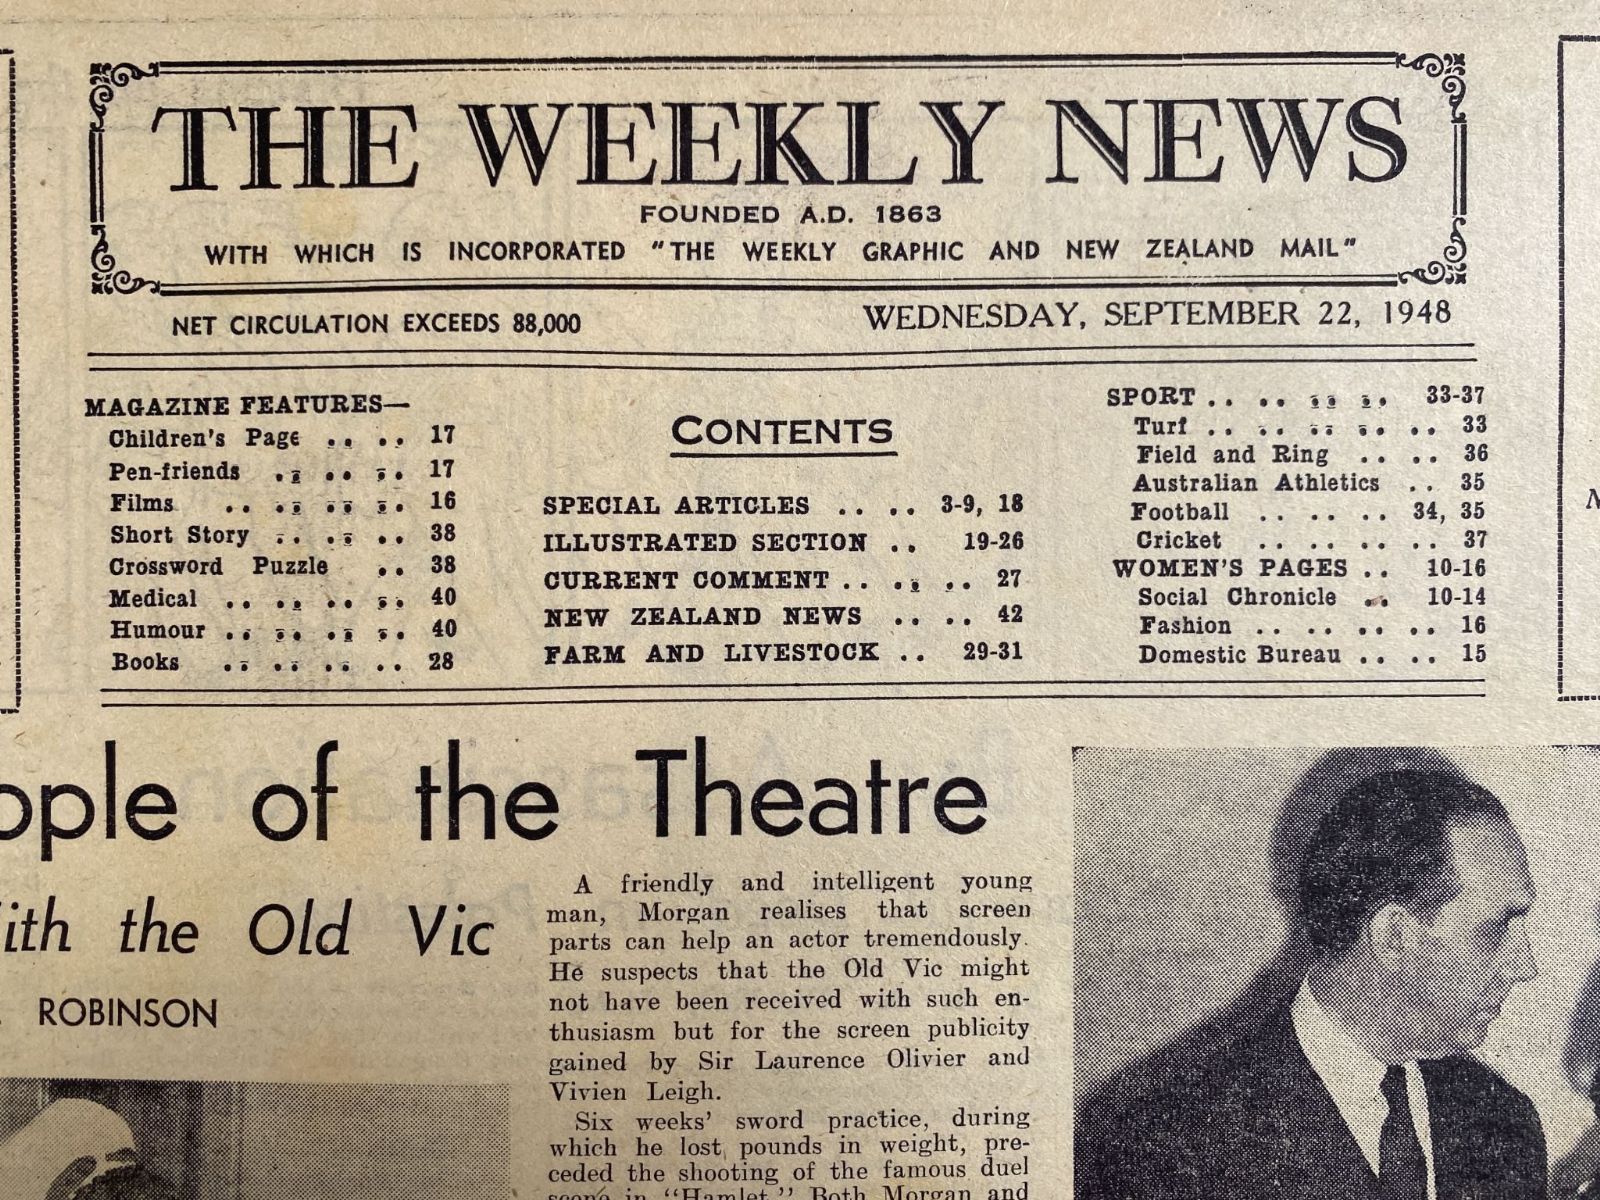 THE WEEKLY NEWS
FOUNDED A.D. 1863
WITH WHICH IS INCORPORATED "THE WEEKLY GRAPHIC AND NEW ZEALAND MAIL"
NET CIRCULATION EXCEEDS 88,000
WEDNESDAY, SEPTEMBER 22, 1948
MAGAZINE FEATURES—
Children's Page .. .. 17
Pen-friends .. .. .. 17
Films .. .. .. .. 16
Short Story .. .. .. 38
Crossword Puzzle .. 38
Medical .. .. .. .. 40
Humour .. .. .. .. 40
Books .. .. .. .. 28
CONTENTS
SPECIAL ARTICLES .. .. 3-9, 18
ILLUSTRATED SECTION .. 19-26
CURRENT COMMENT .. .. .. 27
NEW ZEALAND NEWS .. .. 42
FARM AND LIVESTOCK .. 29-31
SPORT .. .. .. .. 33-37
Turf .. .. .. .. .. 33
Field and Ring .. .. 36
Australian Athletics .. 35
Football .. .. .. 34, 35
Cricket .. .. .. .. 37
WOMEN'S PAGES .. 10-16
Social Chronicle .. 10-14
Fashion .. .. .. .. 16
Domestic Bureau .. .. 15
ople of the Theatre
ith the Old Vic
ROBINSON
A friendly and intelligent young
man, Morgan realises that screen
parts can help an actor tremendously.
He suspects that the Old Vic might
not have been received with such en-
thusiasm but for the screen publicity
gained by Sir Laurence Olivier and
Vivien Leigh.
Six weeks' sword practice, during
which he lost pounds in weight, pre-
ceded the shooting of the famous duel
scene in "Hamlet." Both Morgan and